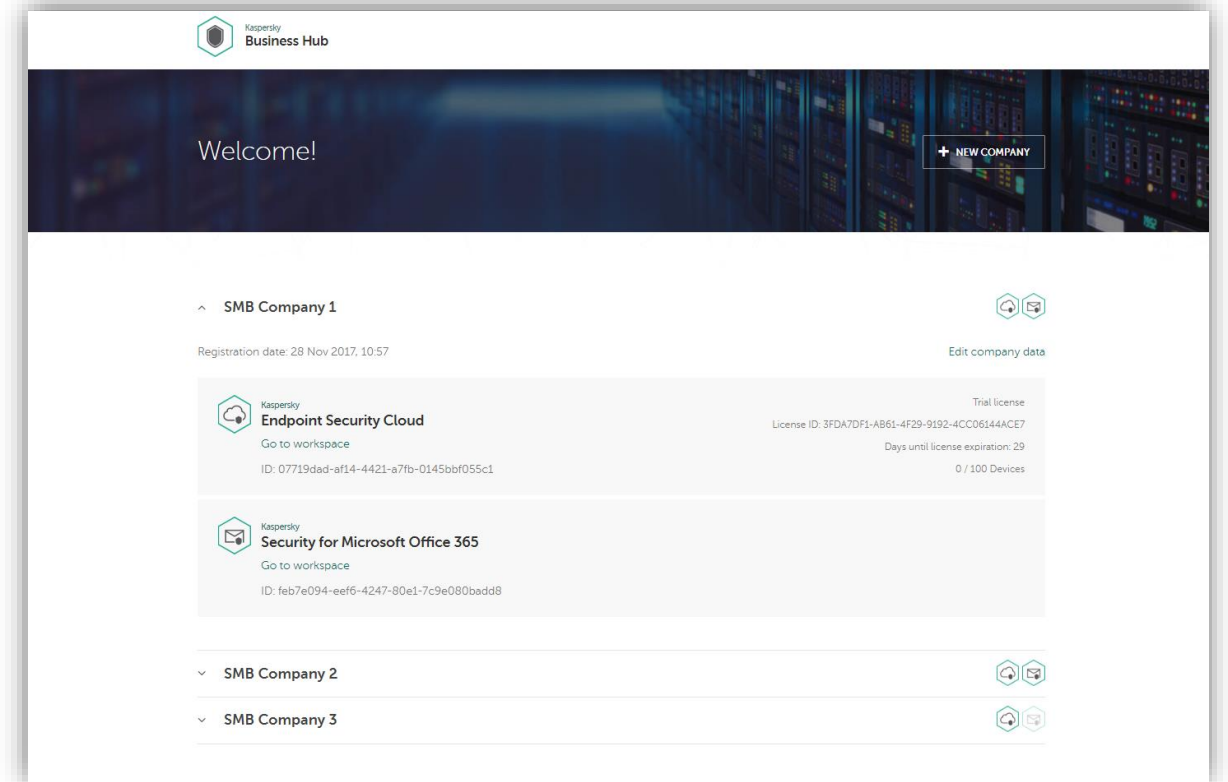 Kaspersky
Business Hub
Welcome!
+ NEW COMPANY
SMB Company 1
Registration date: 28 Nov 2017, 10:57
Edit company data
Kaspersky
Endpoint Security Cloud
Go to workspace
ID: 07719dad-af14-4421-a7fb-0145bbf055c1
Trial license
License ID: 3FDA7DF1-AB61-4F29-9192-4CC06144ACE7
Days until license expiration: 29
0 / 100 Devices
Kaspersky
Security for Microsoft Office 365
Go to workspace
ID: feb7e094-eef6-4247-80e1-7c9e080badd8
SMB Company 2
SMB Company 3